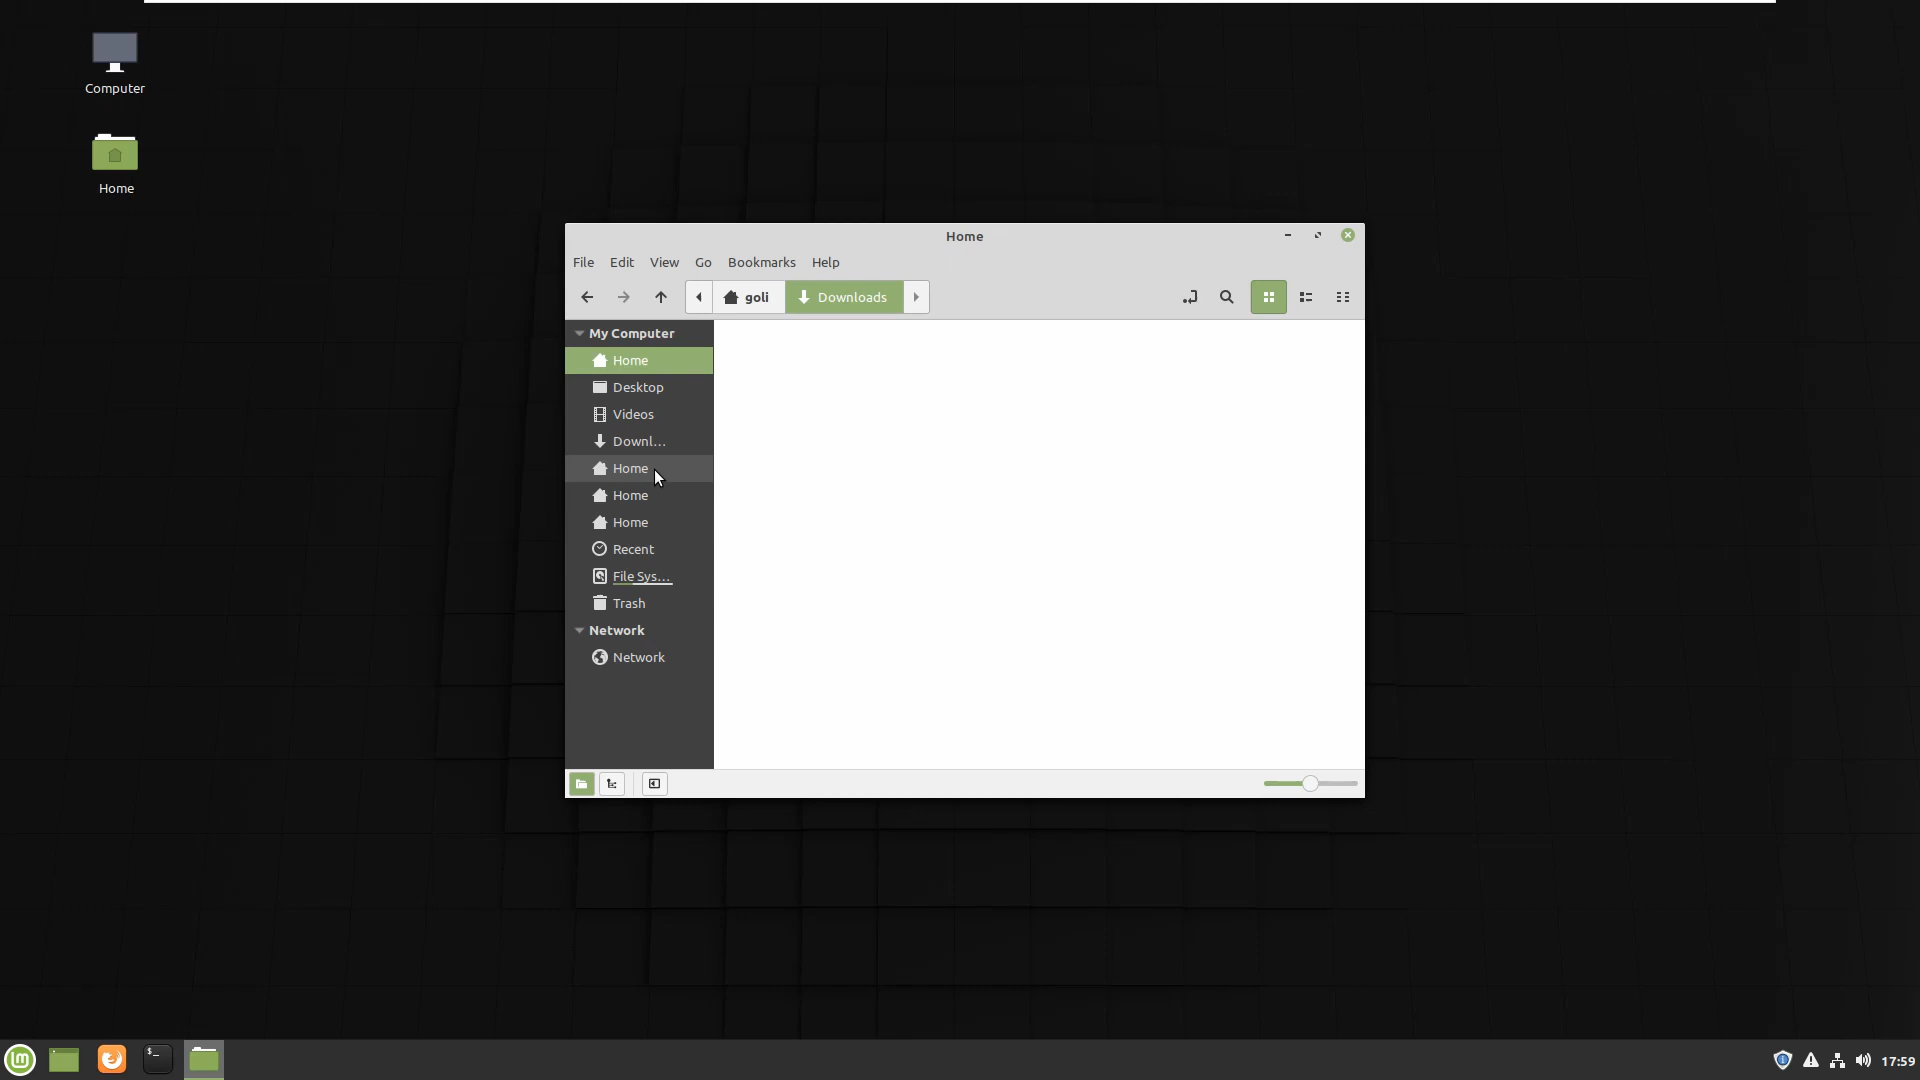 Computer
Home
Home
File Edit View Go Bookmarks Help
goli Downloads
My Computer
Home
Desktop
Videos
Downl...
Home
Home
Home
Recent
File Sys...
Trash
Network
Network
lm
$_
17:59